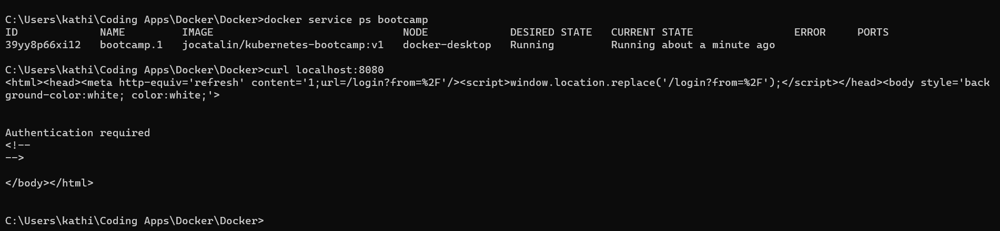 C:\Users\kathi\Coding Apps\Docker\Docker>docker service ps bootcamp
ID             NAME         IMAGE                              NODE             DESIRED STATE   CURRENT STATE                ERROR     PORTS
39yy8p66xi12   bootcamp.1   jocatalin/kubernetes-bootcamp:v1   docker-desktop   Running         Running about a minute ago
C:\Users\kathi\Coding Apps\Docker\Docker>curl localhost:8080
<html><head><meta http-equiv='refresh' content='1;url=/login?from=%2F'/><script>window.location.replace('/login?from=%2F');</script></head><body style='back
ground-color:white; color:white;'>
Authentication required
<!--
-->
</body></html>
C:\Users\kathi\Coding Apps\Docker\Docker>